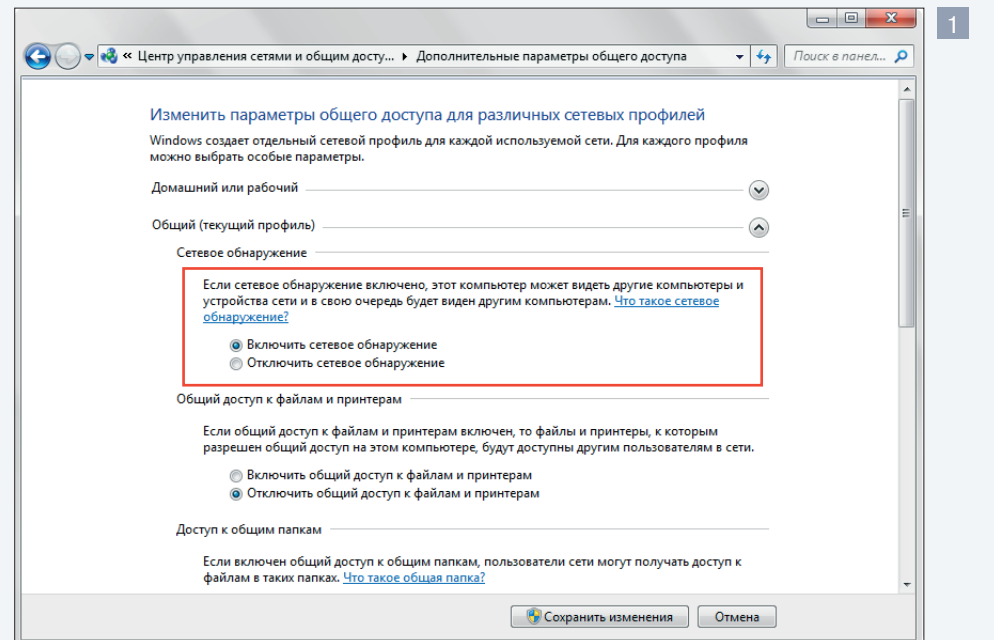 1
« Центр управления сетями и общим досту... Дополнительные параметры общего доступа Поиск в панел...
Изменить параметры общего доступа для различных сетевых профилей
Windows создает отдельный сетевой профиль для каждой используемой сети. Для каждого профиля
можно выбрать особые параметры.
Домашний или рабочий
Общий (текущий профиль)
Сетевое обнаружение
Если сетевое обнаружение включено, этот компьютер может видеть другие компьютеры и
устройства сети и в свою очередь будет виден другим компьютерам. Что такое сетевое
обнаружение?
Включить сетевое обнаружение
Отключить сетевое обнаружение
Общий доступ к файлам и принтерам
Если общий доступ к файлам и принтерам включен, то файлы и принтеры, к которым
разрешен общий доступ на этом компьютере, будут доступны другим пользователям в сети.
Включить общий доступ к файлам и принтерам
Отключить общий доступ к файлам и принтерам
Доступ к общим папкам
Если включен общий доступ к общим папкам, пользователи сети могут получать доступ к
файлам в таких папках. Что такое общая папка?
Сохранить изменения Отмена